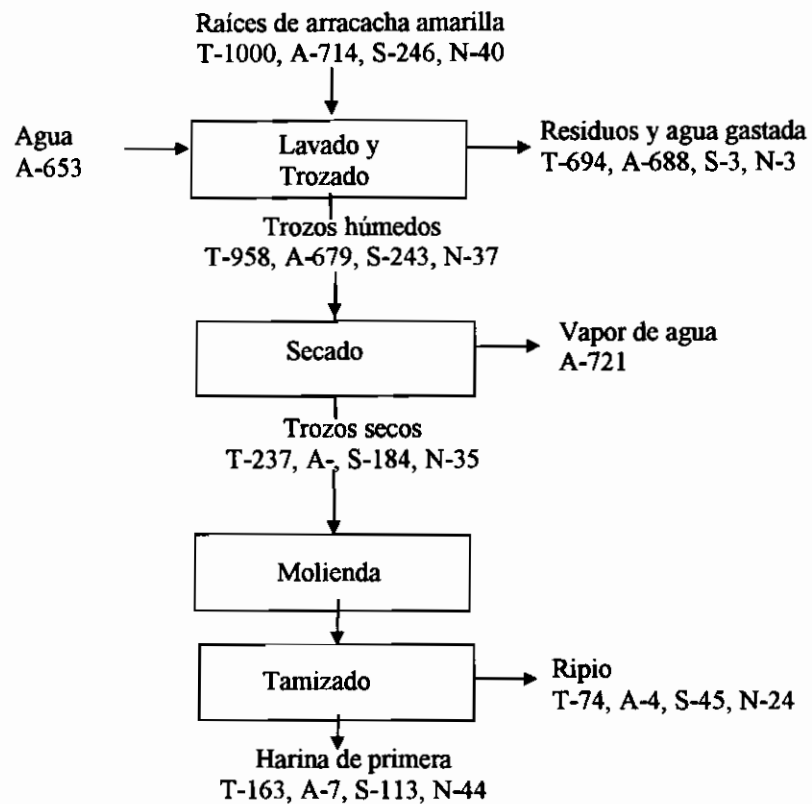 Raíces de arracacha amarilla
T-1000, A-714, S-246, N-40
Agua
A-653
Lavado y
Trozado
Residuos y agua gastada
T-694, A-688, S-3, N-3
Trozos húmedos
T-958, A-679, S-243, N-37
Secado
Vapor de agua
A-721
Trozos secos
T-237, A-, S-184, N-35
Molienda
Tamizado
Ripio
T-74, A-4, S-45, N-24
Harina de primera
T-163, A-7, S-113, N-44